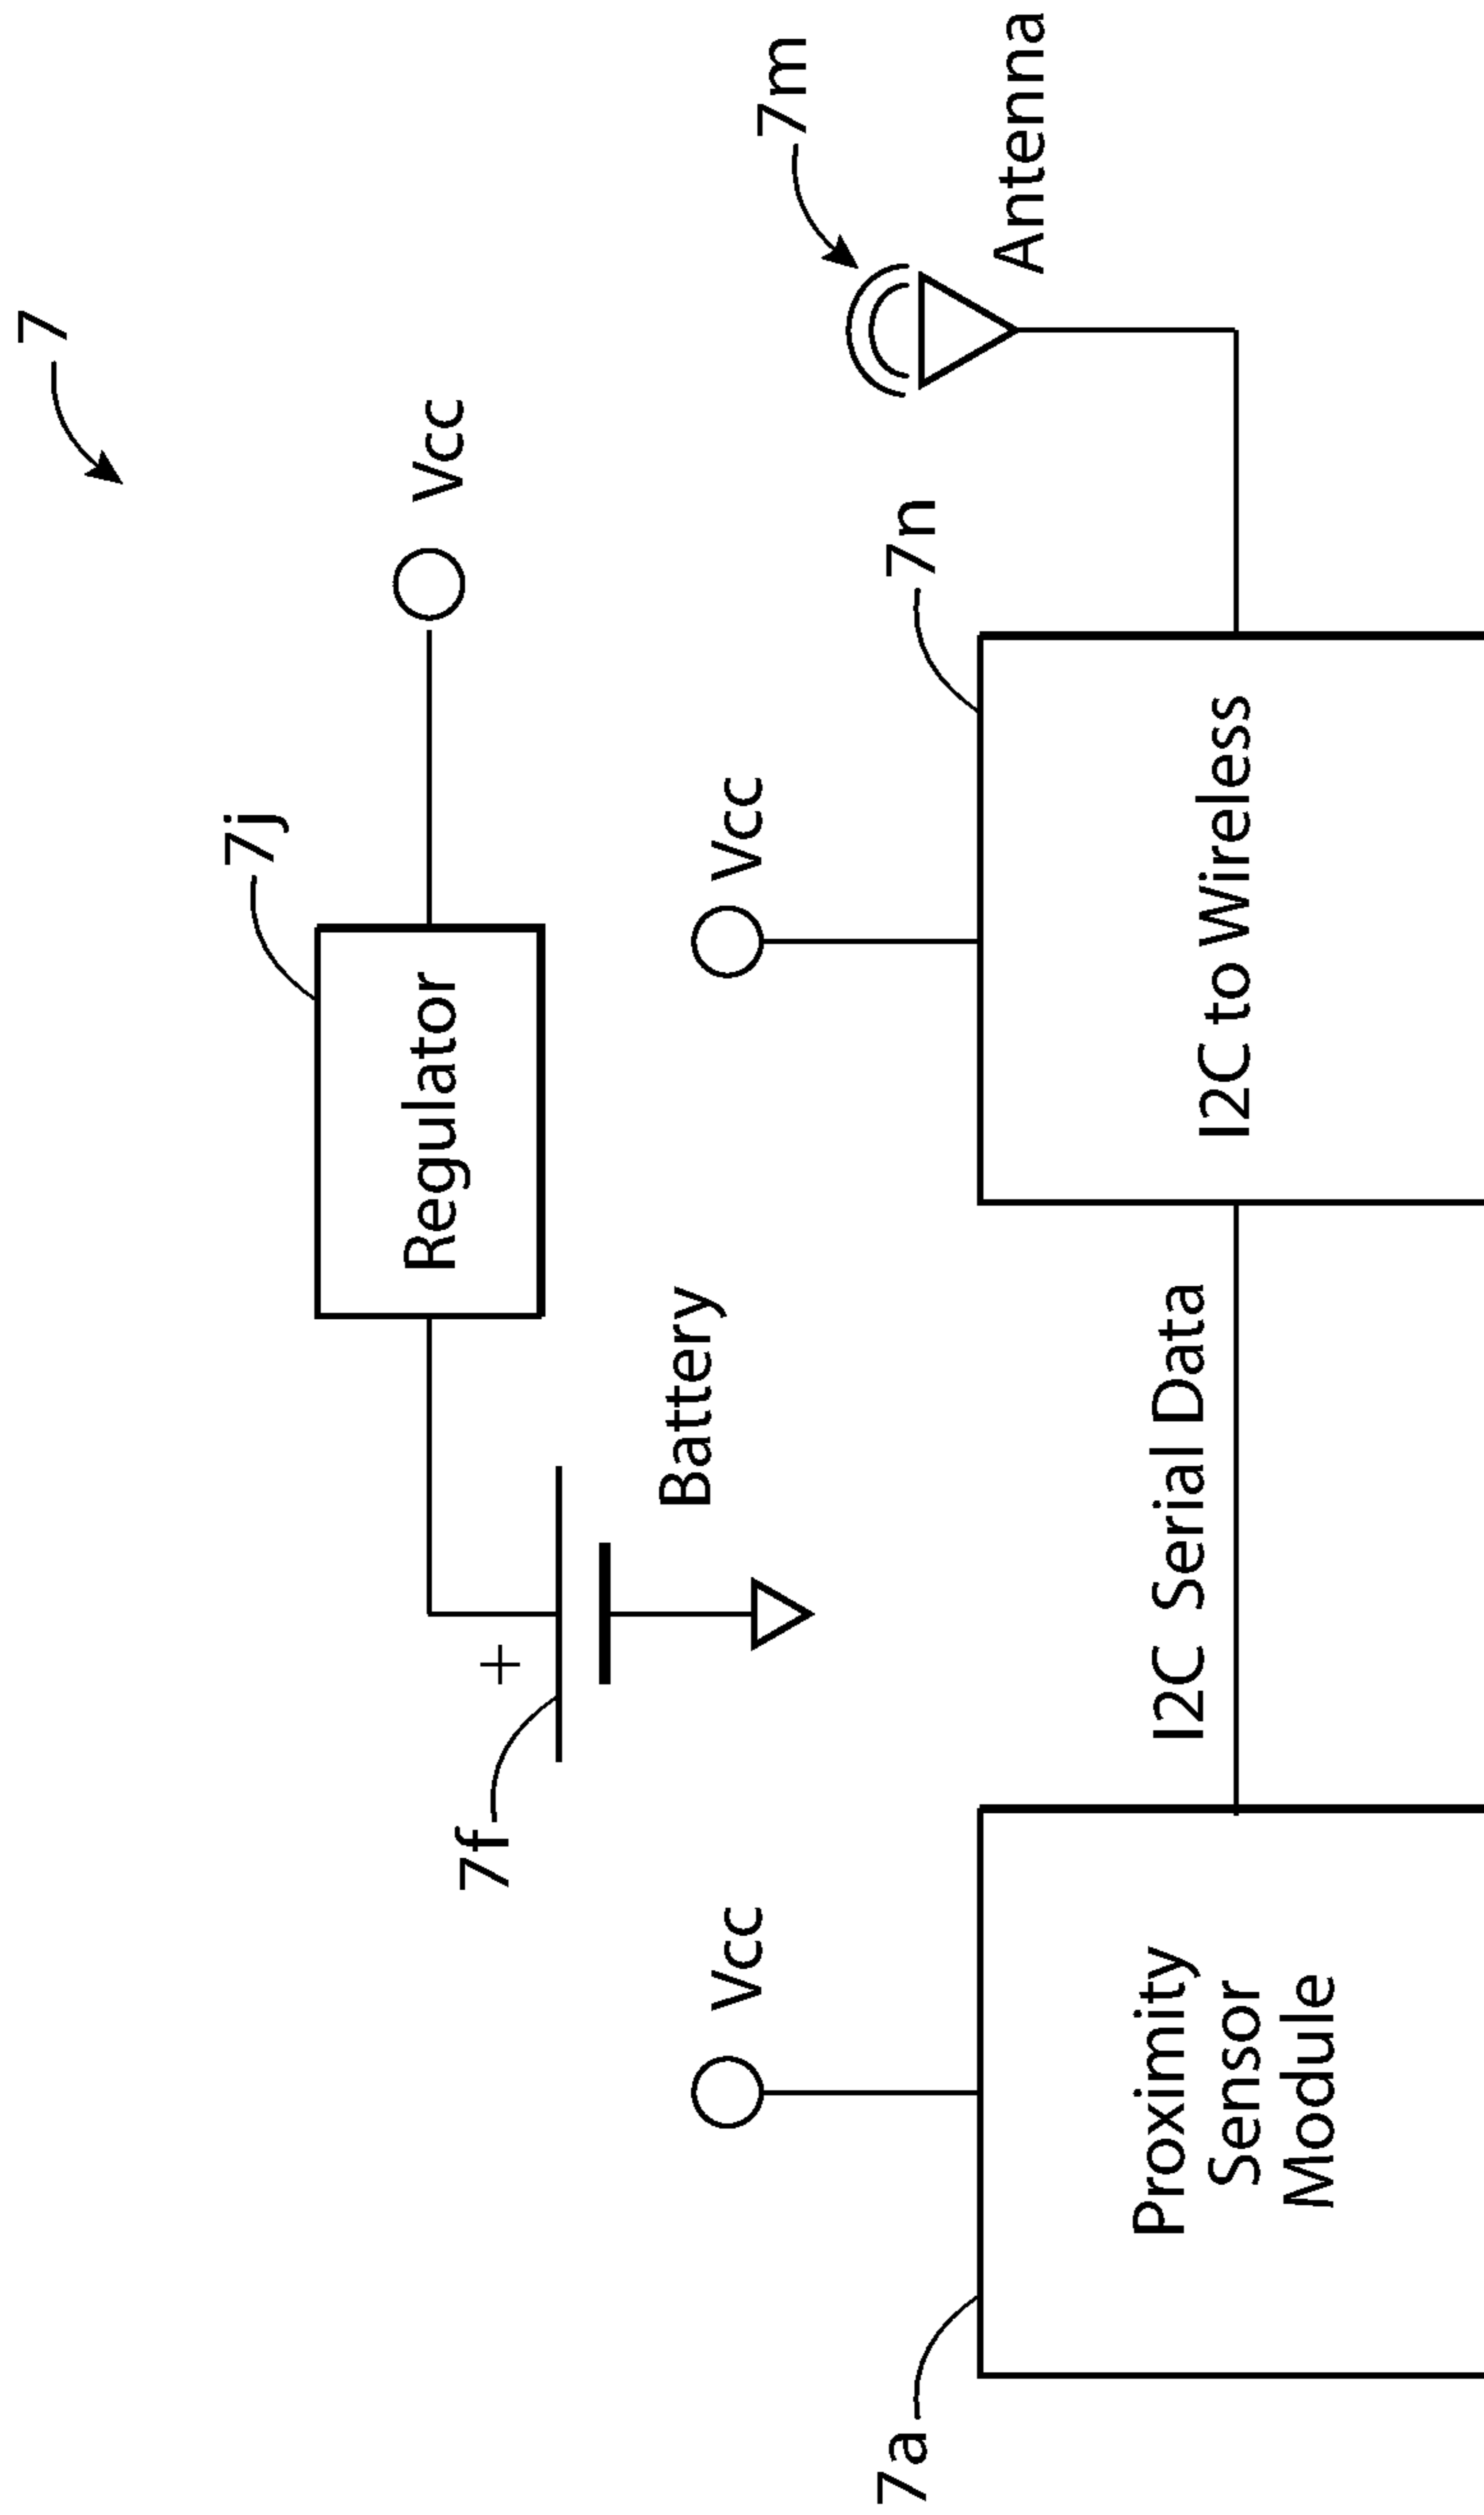 7
7j
Regulator
Vcc
7f
+
Battery
7m
Vcc
Vcc
7a
7n
Antenna
Proximity
Sensor
Module
I2C Serial Data
I2C to Wireless